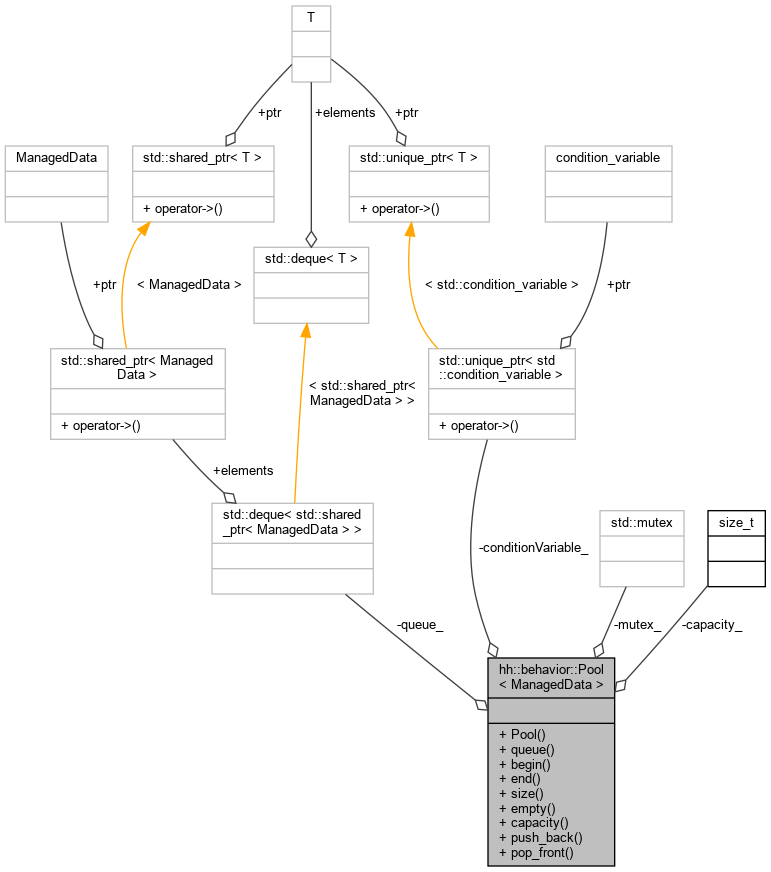 T
+ptr
+elements
+ptr
ManagedData
std::shared_ptr< T >
+ operator->()
std::unique_ptr< T >
+ operator->()
condition_variable
std::deque< T >
+ptr
< ManagedData >
< std::condition_variable >
+ptr
std::shared_ptr< Managed
Data >
+ operator->()
< std::shared_ptr<
ManagedData > >
std::unique_ptr< std
::condition_variable >
+ operator->()
+elements
std::deque< std::shared
_ptr< ManagedData > >
-conditionVariable_
std::mutex
size_t
-queue_
-mutex_
-capacity_
hh::behavior::Pool
< ManagedData >
+ Pool()
+ queue()
+ begin()
+ end()
+ size()
+ empty()
+ capacity()
+ push_back()
+ pop_front()